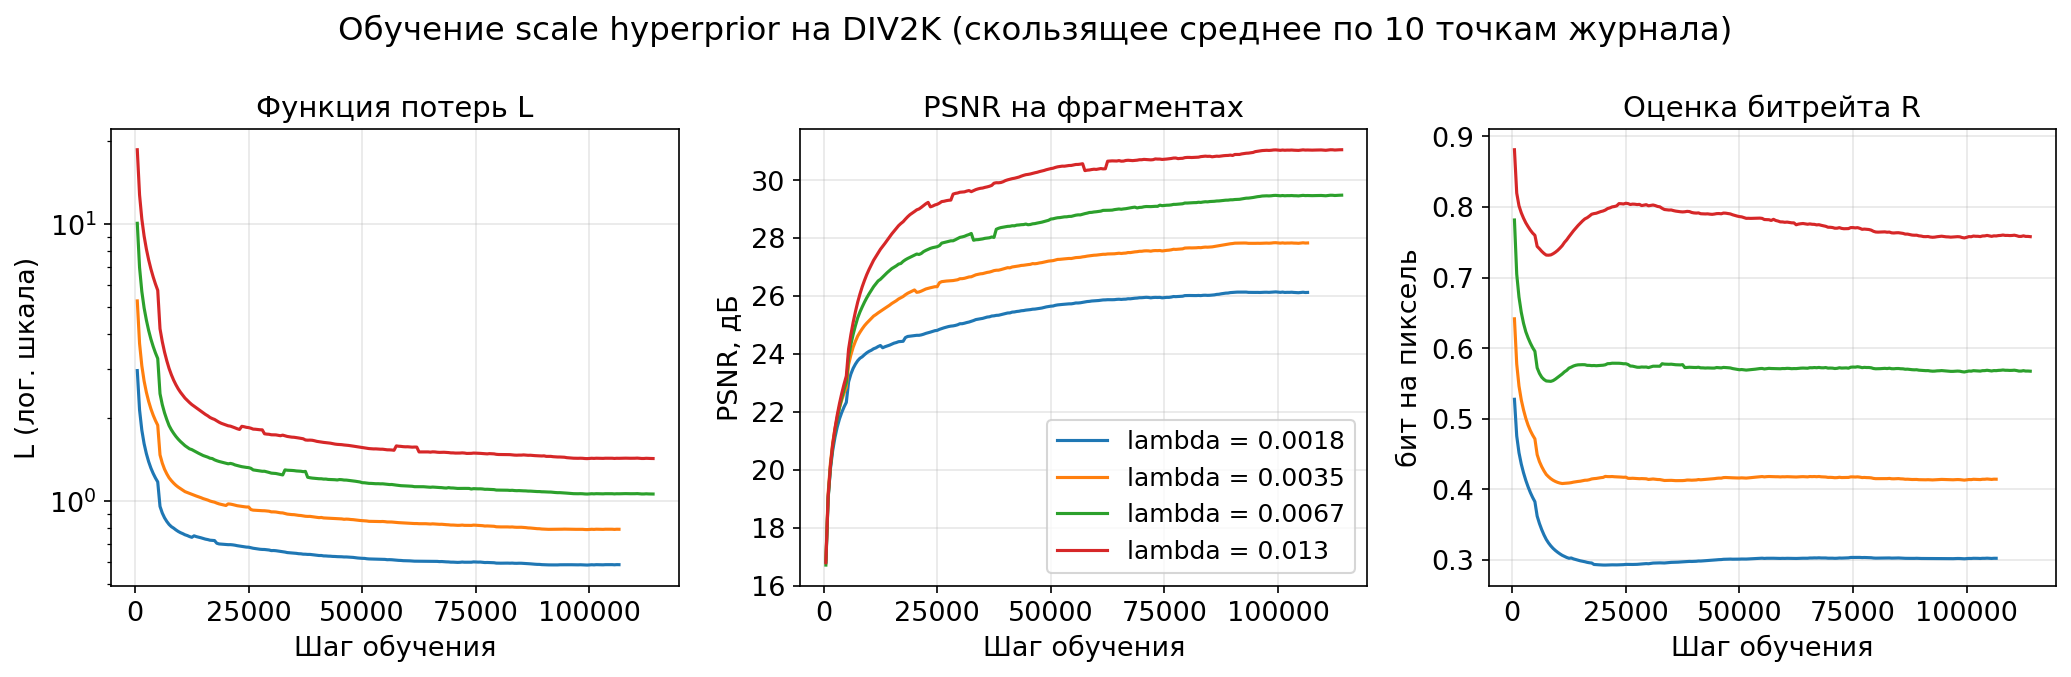 Обучение scale hyperprior на DIV2K (скользящее среднее по 10 точкам журнала)
Функция потерь L
L (лог. шкала)
10¹
10⁰
0
25000
50000
75000
100000
Шаг обучения
PSNR на фрагментах
PSNR, дБ
30
28
26
24
22
20
18
16
lambda = 0.0018
lambda = 0.0035
lambda = 0.0067
lambda = 0.013
0
25000
50000
75000
100000
Шаг обучения
Оценка битрейта R
бит на пиксель
0.9
0.8
0.7
0.6
0.5
0.4
0.3
0
25000
50000
75000
100000
Шаг обучения